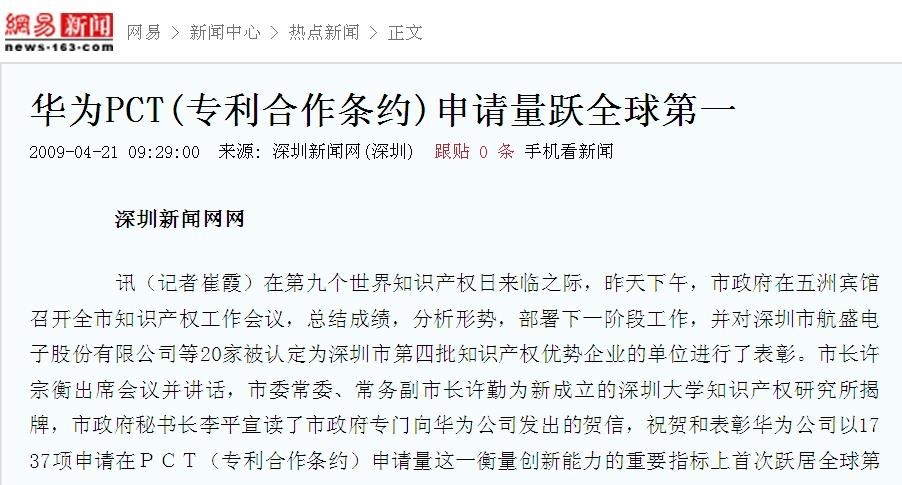 網易 新闻
news·163·com
网易 > 新闻中心 > 热点新闻 > 正文
华为PCT(专利合作条约)申请量跃全球第一
2009-04-21 09:29:00 来源: 深圳新闻网(深圳) 跟贴 0 条 手机看新闻
深圳新闻网网
讯（记者崔霞）在第九个世界知识产权日来临之际，昨天下午，市政府在五洲宾馆
召开全市知识产权工作会议，总结成绩，分析形势，部署下一阶段工作，并对深圳市航盛电
子股份有限公司等20家被认定为深圳市第四批知识产权优势企业的单位进行了表彰。市长许
宗衡出席会议并讲话，市委常委、常务副市长许勤为新成立的深圳大学知识产权研究所揭
牌，市政府秘书长李平宣读了市政府专门向华为公司发出的贺信，祝贺和表彰华为公司以17
37项申请在ＰＣＴ（专利合作条约）申请量这一衡量创新能力的重要指标上首次跃居全球第